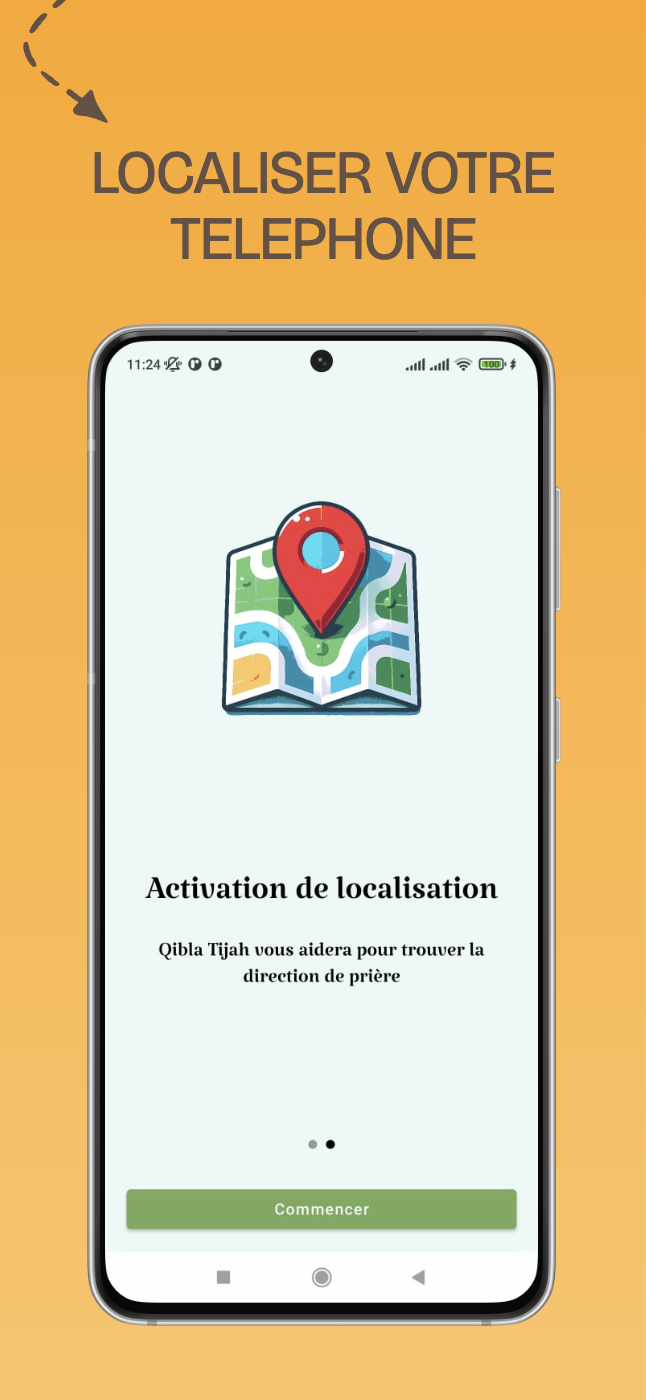 LOCALISER VOTRE
TELEPHONE
11:24
100
Activation de localisation
Qibla Tijah vous aidera pour trouver la
direction de prière
Commencer